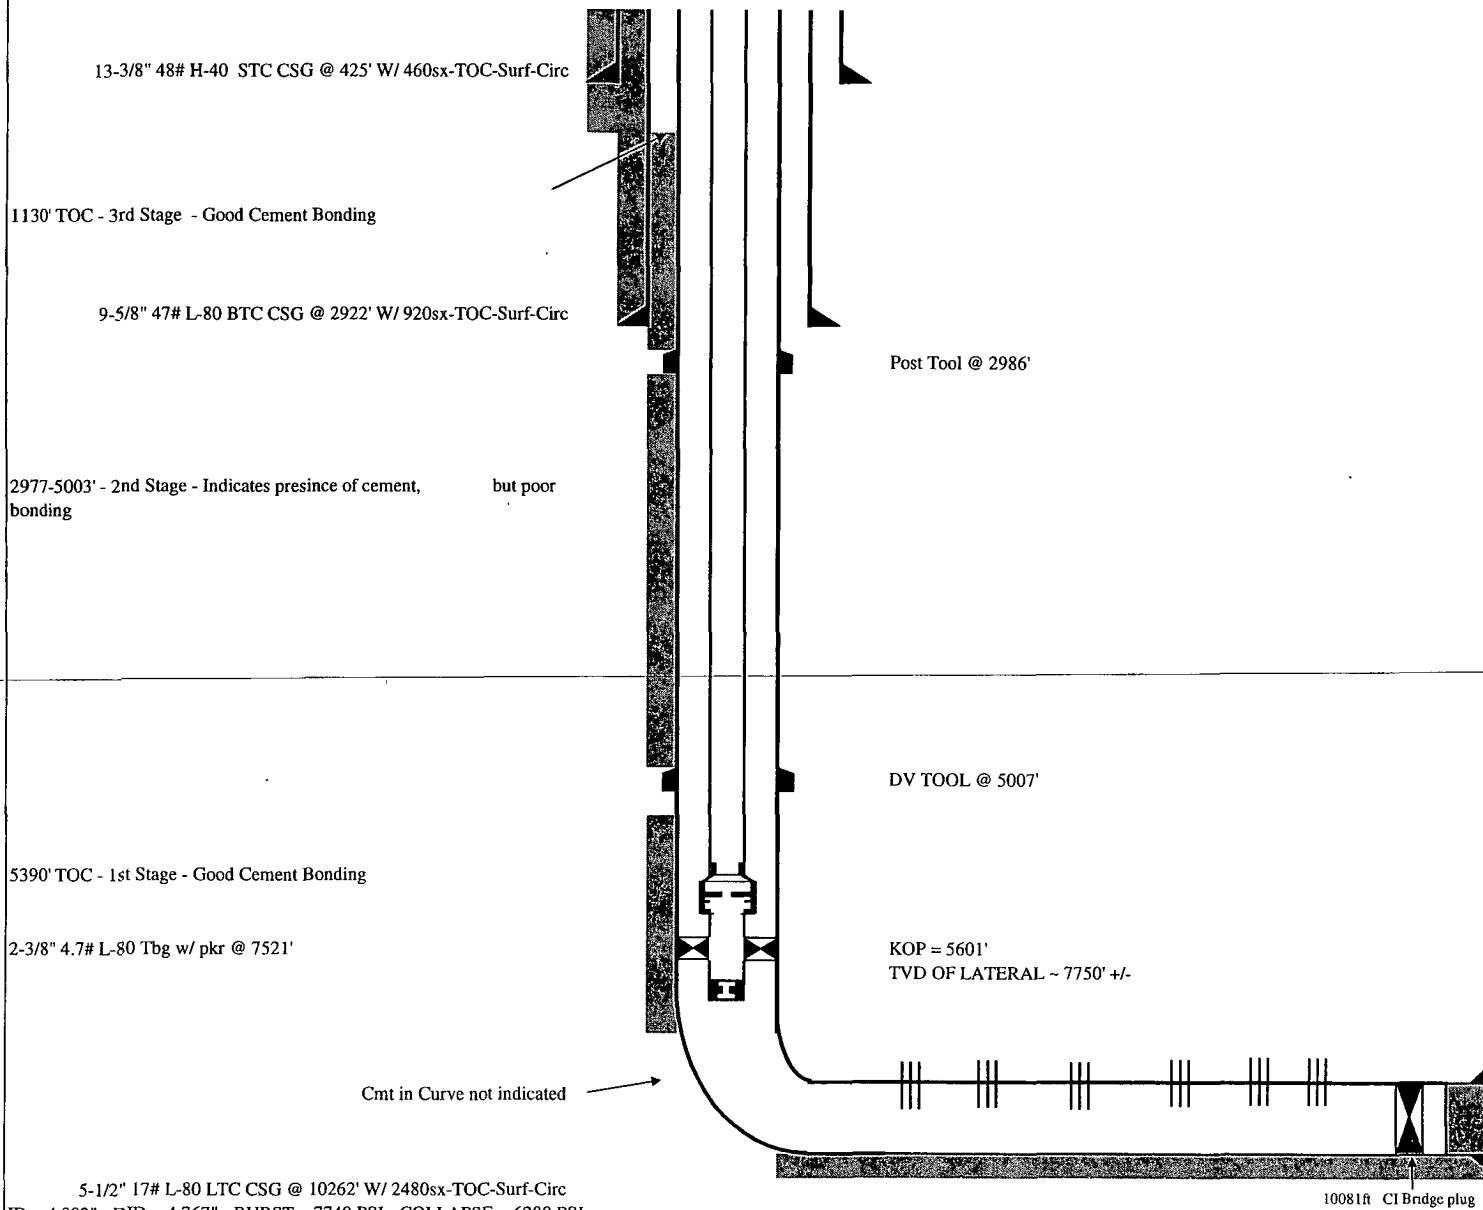 13-3/8" 48# H-40 STC CSG @ 425' W/ 460sx-TOC-Surf-Circ
1130' TOC - 3rd Stage - Good Cement Bonding
9-5/8" 47# L-80 BTC CSG @ 2922' W/ 920sx-TOC-Surf-Circ
Post Tool @ 2986'
2977-5003' - 2nd Stage - Indicates presince of cement, but poor
bonding
DV TOOL @ 5007'
5390' TOC - 1st Stage - Good Cement Bonding
2-3/8" 4.7# L-80 Tbg w/ pkr @ 7521'
KOP = 5601'
TVD OF LATERAL ~ 7750' +/-
Cmt in Curve not indicated
5-1/2" 17# L-80 LTC CSG @ 10262' W/ 2480sx-TOC-Surf-Circ
10081ft CI Bridge plug